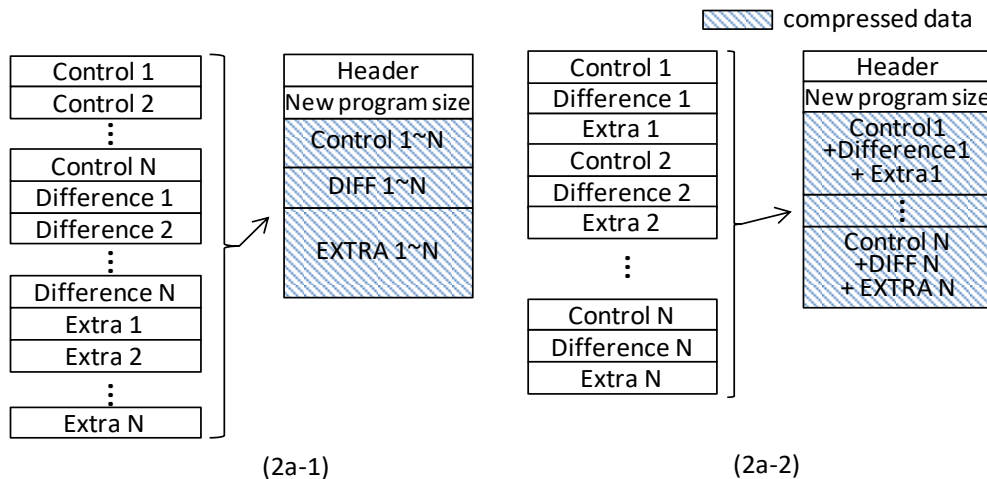 compressed data
Control 1
Control 2
Control N
Difference 1
Difference 2
Difference N
Extra 1
Extra 2
Extra N
Header
New program size
Control 1~N
DIFF 1~N
EXTRA 1~N
(2a-1)
Control 1
Difference 1
Extra 1
Control 2
Difference 2
Extra 2
Control N
Difference N
Extra N
Header
New program size
Control1
+Difference1
+ Extra1
Control N
+DIFF N
+ EXTRA N
(2a-2)